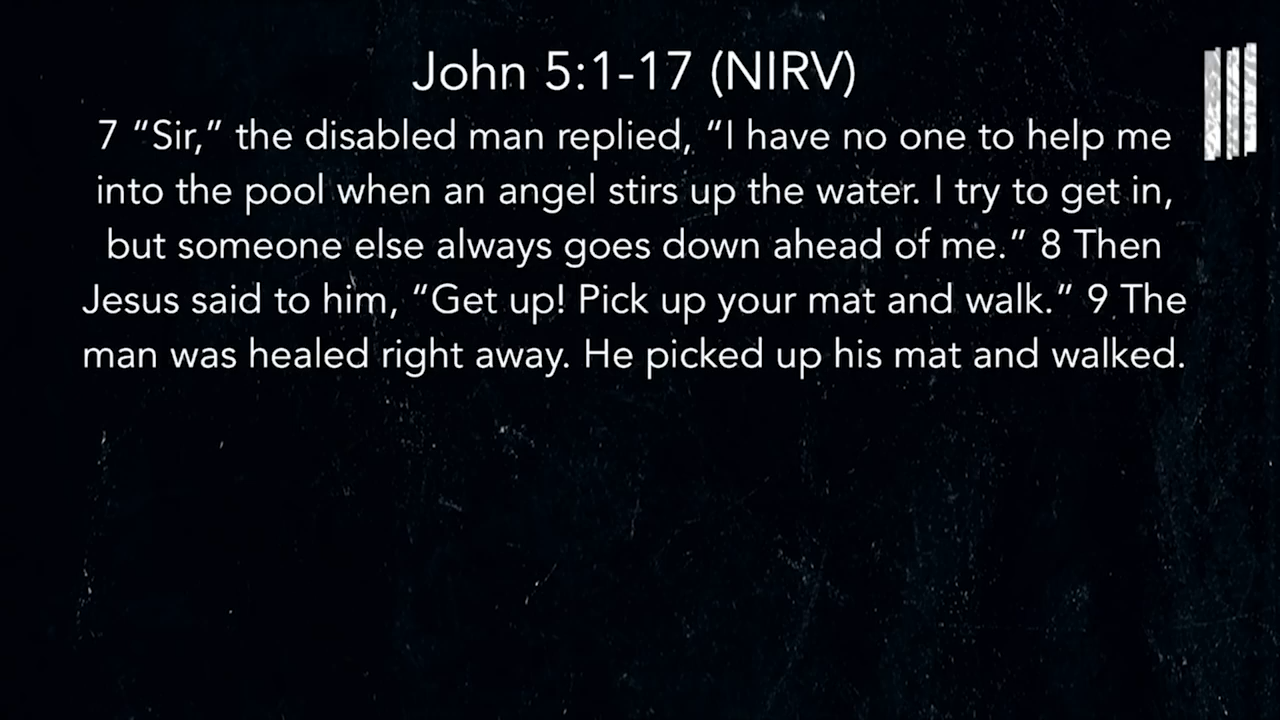 John 5:1-17 (NIRV)
7 “Sir,” the disabled man replied, “I have no one to help me
into the pool when an angel stirs up the water. I try to get in,
but someone else always goes down ahead of me.” 8 Then
Jesus said to him, “Get up! Pick up your mat and walk.” 9 The
man was healed right away. He picked up his mat and walked.